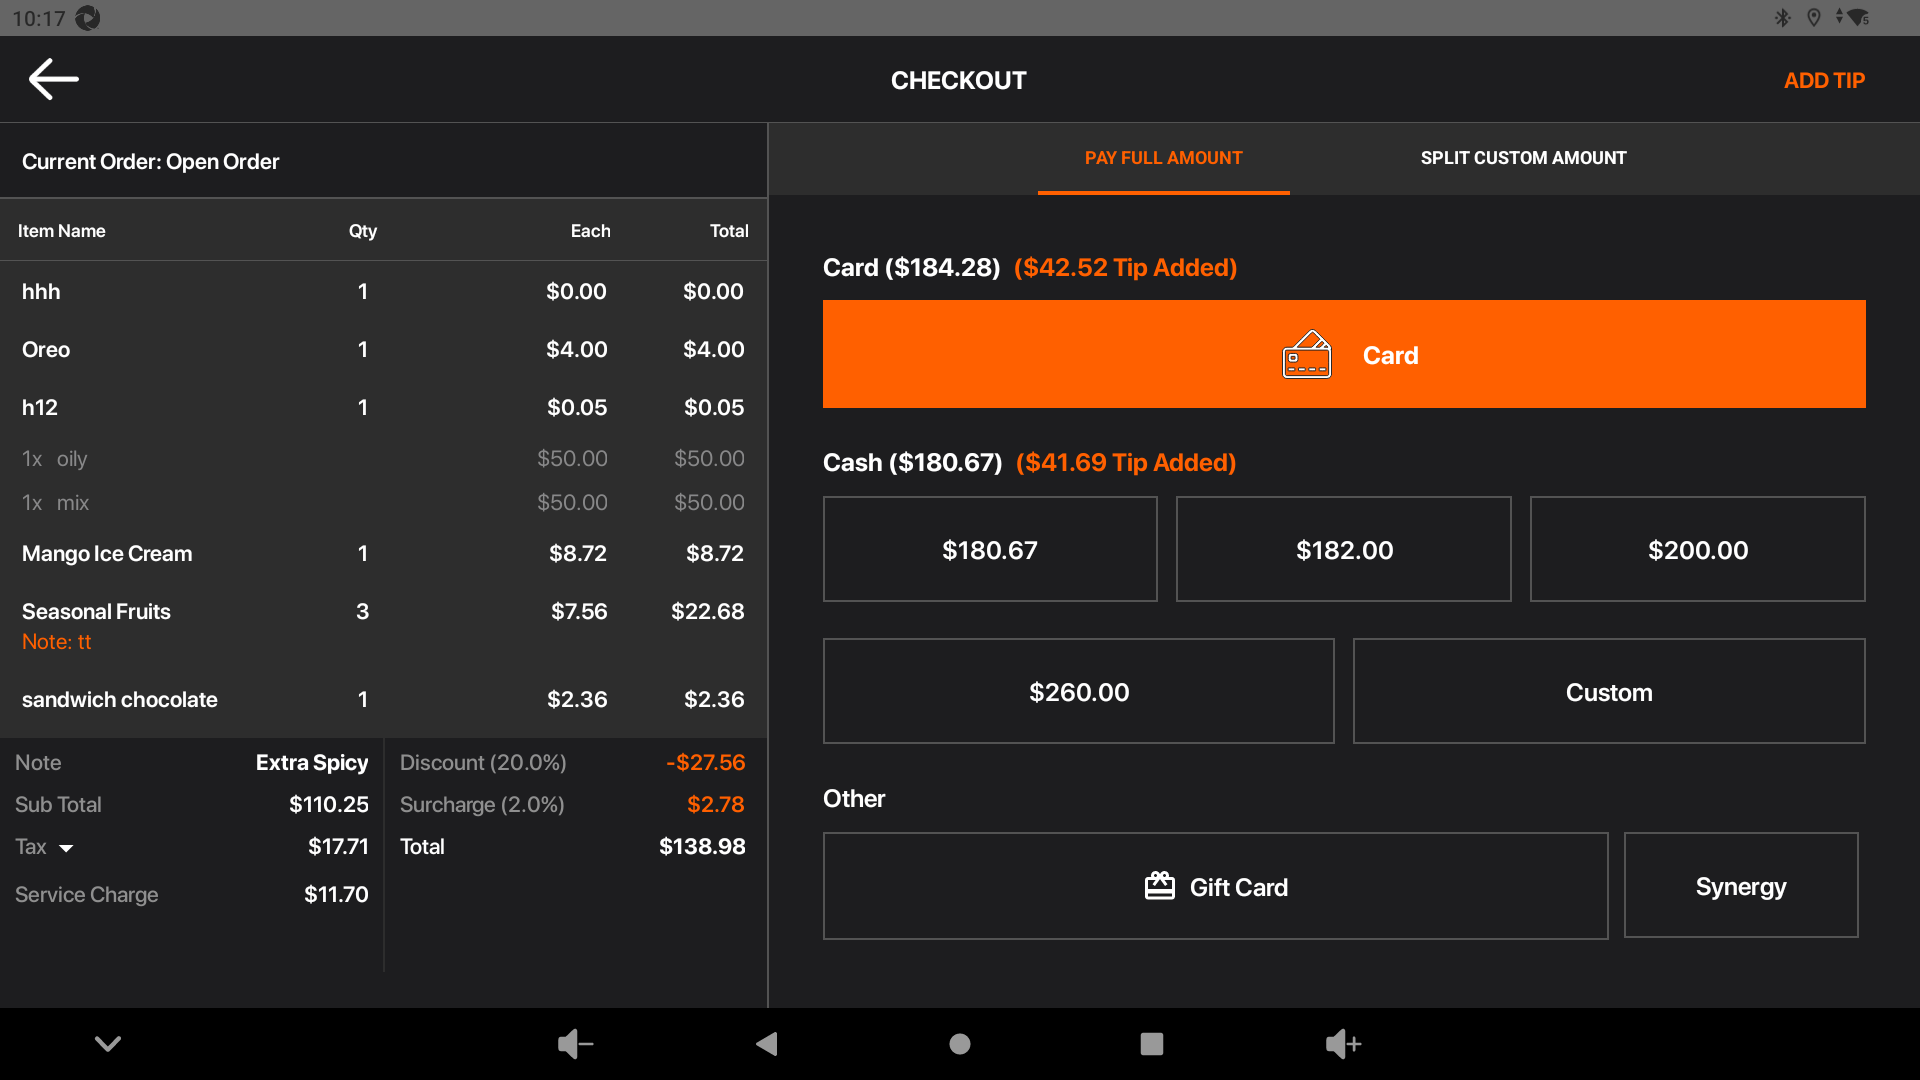 10:17
CHECKOUT
ADD TIP
Current Order: Open Order
PAY FULL AMOUNT
SPLIT CUSTOM AMOUNT
Item Name Qty Each Total
hhh 1 $0.00 $0.00
Oreo 1 $4.00 $4.00
h12 1 $0.05 $0.05
1x oily $50.00 $50.00
1x mix $50.00 $50.00
Mango Ice Cream 1 $8.72 $8.72
Seasonal Fruits 3 $7.56 $22.68
Note: tt
sandwich chocolate 1 $2.36 $2.36
Note Extra Spicy
Sub Total $110.25
Tax $17.71
Service Charge $11.70
Discount (20.0%) -$27.56
Surcharge (2.0%) $2.78
Total $138.98
Card ($184.28) ($42.52 Tip Added)
Card
Cash ($180.67) ($41.69 Tip Added)
$180.67 $182.00 $200.00
$260.00 Custom
Other
Gift Card Synergy